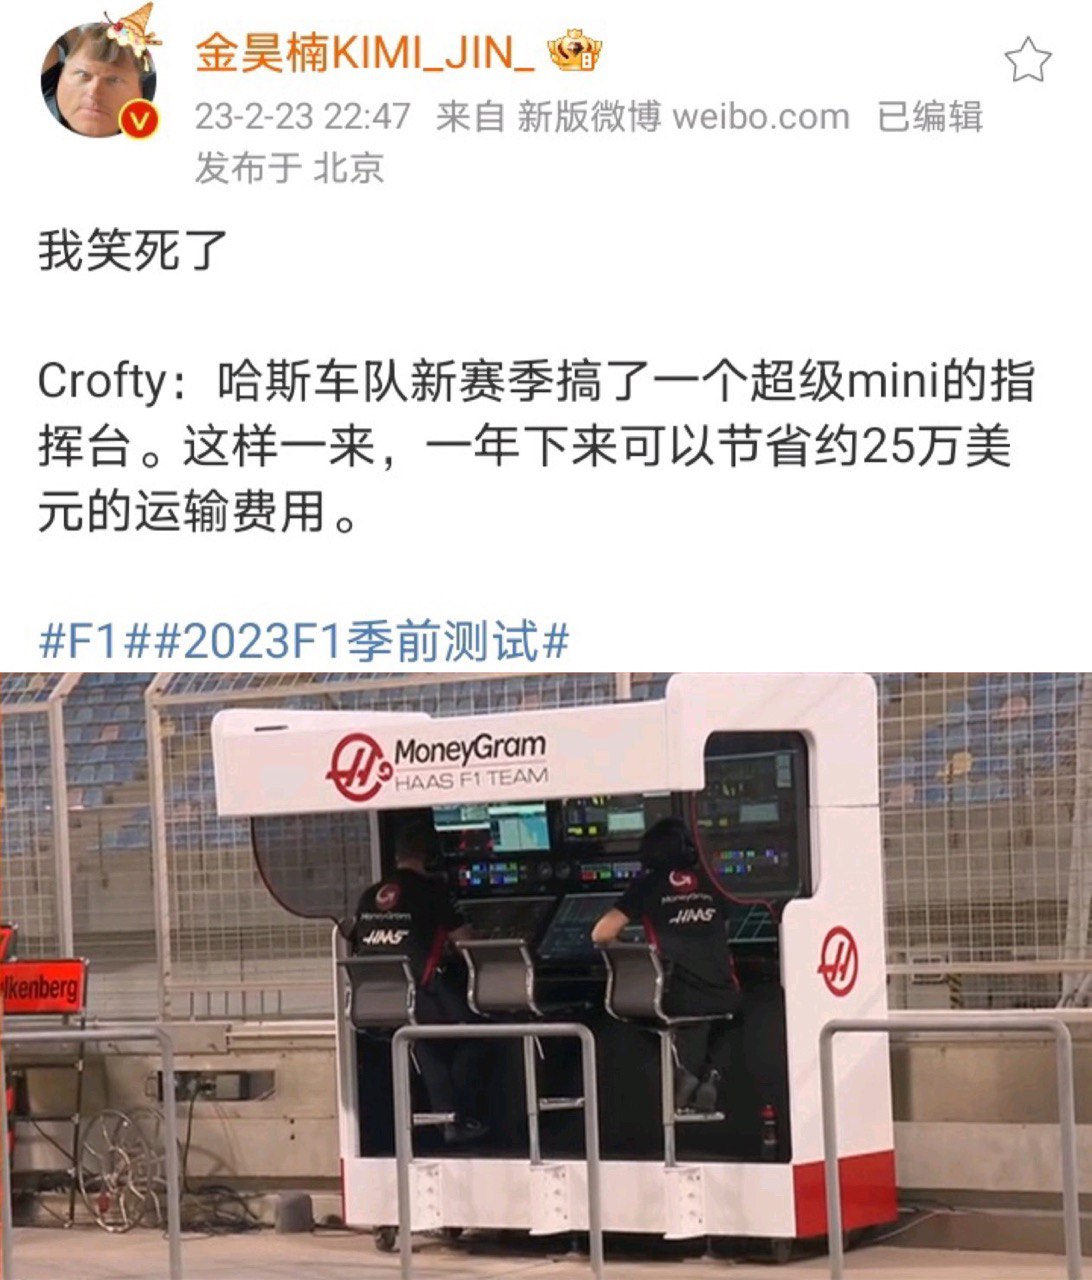 金昊楠KIMI_JIN_
23-2-23 22:47 来自 新版微博 weibo.com 已编辑
发布于 北京
我笑死了
Crofty：哈斯车队新赛季搞了一个超级mini的指
挥台。这样一来，一年下来可以节省约25万美
元的运输费用。
#F1##2023F1季前测试#
MoneyGram
HAAS F1 TEAM
MoneyGram
HAAS
MoneyGram
HAAS
lkenberg